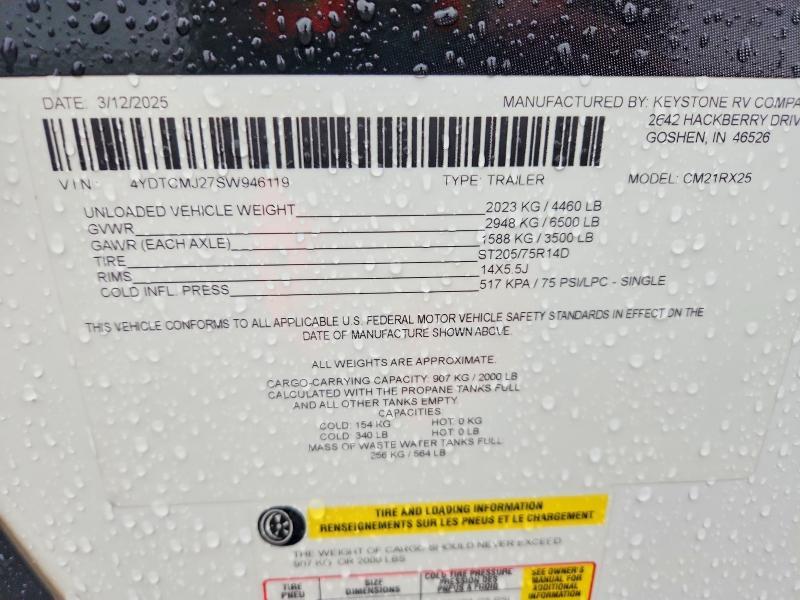 DATE: 3/12/2025 MANUFACTURED BY: KEYSTONE RV COMPA
2642 HACKBERRY DRIV
GOSHEN, IN 46526
VIN: 4YDTCMJ27SW946119 TYPE: TRAILER MODEL: CM21RX25
UNLOADED VEHICLE WEIGHT 2023 KG / 4460 LB
GVWR 2948 KG / 6500 LB
GAWR (EACH AXLE) 1588 KG / 3500 LB
TIRE ST205/75R14D
RIMS 14X5.5J
COLD INFL. PRESS 517 KPA / 75 PSI/LPC - SINGLE
THIS VEHICLE CONFORMS TO ALL APPLICABLE U.S. FEDERAL MOTOR VEHICLE SAFETY STANDARDS IN EFFECT ON THE
DATE OF MANUFACTURE SHOWN ABOVE.
ALL WEIGHTS ARE APPROXIMATE.
CARGO-CARRYING CAPACITY: 907 KG / 2000 LB
CALCULATED WITH THE PROPANE TANKS FULL
AND ALL OTHER TANKS EMPTY.
CAPACITIES
COLD: 154 KG HOT: 0 KG
COLD: 340 LB HOT: 0 LB
MASS OF WASTE WATER TANKS FULL
256 KG / 564 LB
TIRE AND LOADING INFORMATION
RENSEIGNEMENTS SUR LES PNEUS ET LE CHARGEMENT
THE WEIGHT OF CARGO SHOULD NEVER EXCEED
907 KG OR 2000 LBS
TIRE SIZE COLD TIRE PRESSURE SEE OWNER'S
PNEU DIMENSIONS PRESSION DES MANUAL FOR
PNEUS A FROID ADDITIONAL
INFORMATION